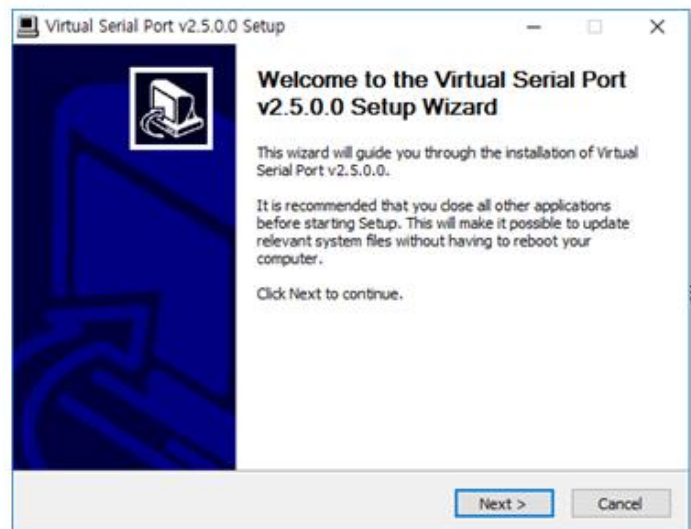 Virtual Serial Port v2.5.0.0 Setup
Welcome to the Virtual Serial Port
v2.5.0.0 Setup Wizard
This wizard will guide you through the installation of Virtual
Serial Port v2.5.0.0.
It is recommended that you close all other applications
before starting Setup. This will make it possible to update
relevant system files without having to reboot your
computer.
Click Next to continue.
Next >
Cancel